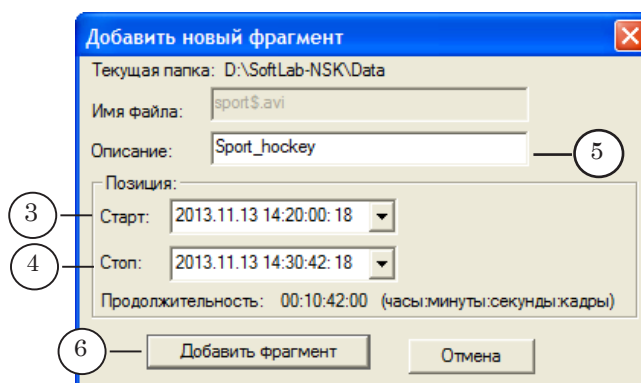 Добавить новый фрагмент
Текущая папка: D:\SoftLab-NSK\Data
Имя файла: sport$.avi
Описание: Sport_hockey 5
Позиция:
3 Старт: 2013.11.13 14:20:00: 18
4 Стоп: 2013.11.13 14:30:42: 18
Продолжительность: 00:10:42:00 (часы:минуты:секунды:кадры)
6 Добавить фрагмент Отмена